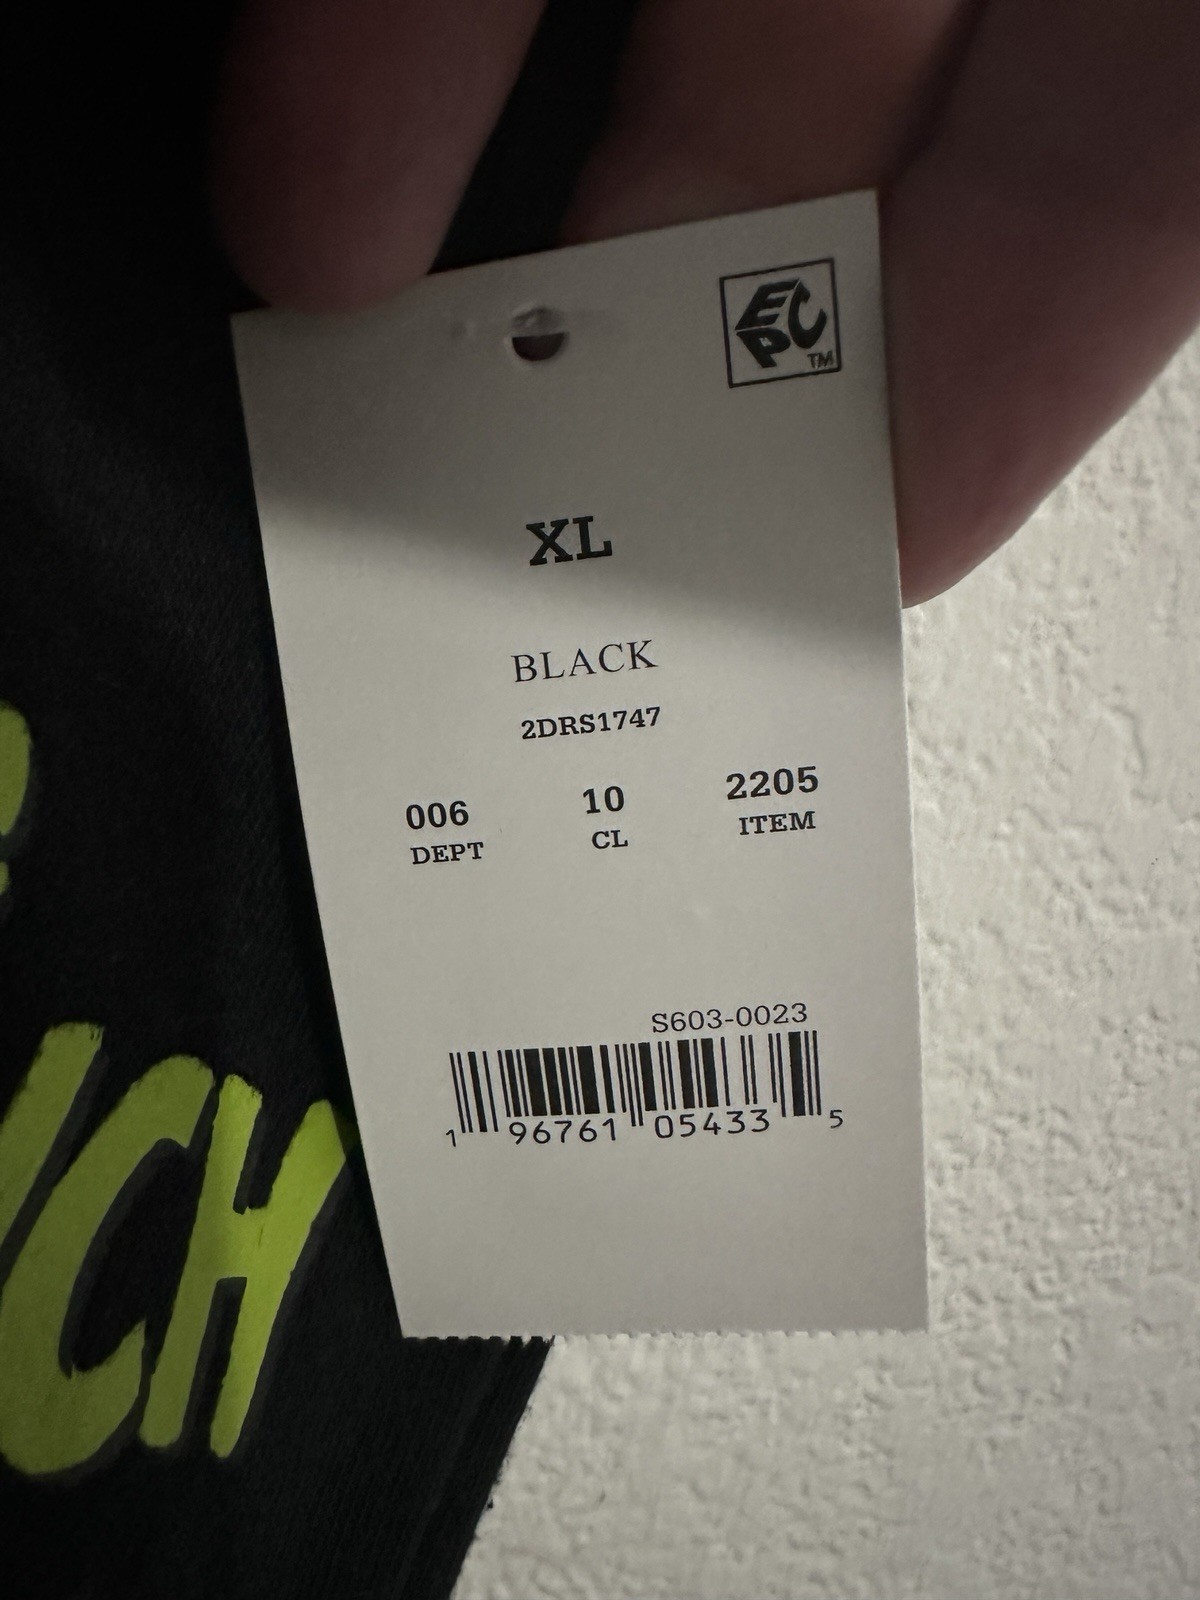 EPC
TM
XL
BLACK
2DRS1747
006 10 2205
DEPT CL ITEM
S603-0023
1 96761 05433 5
ICH